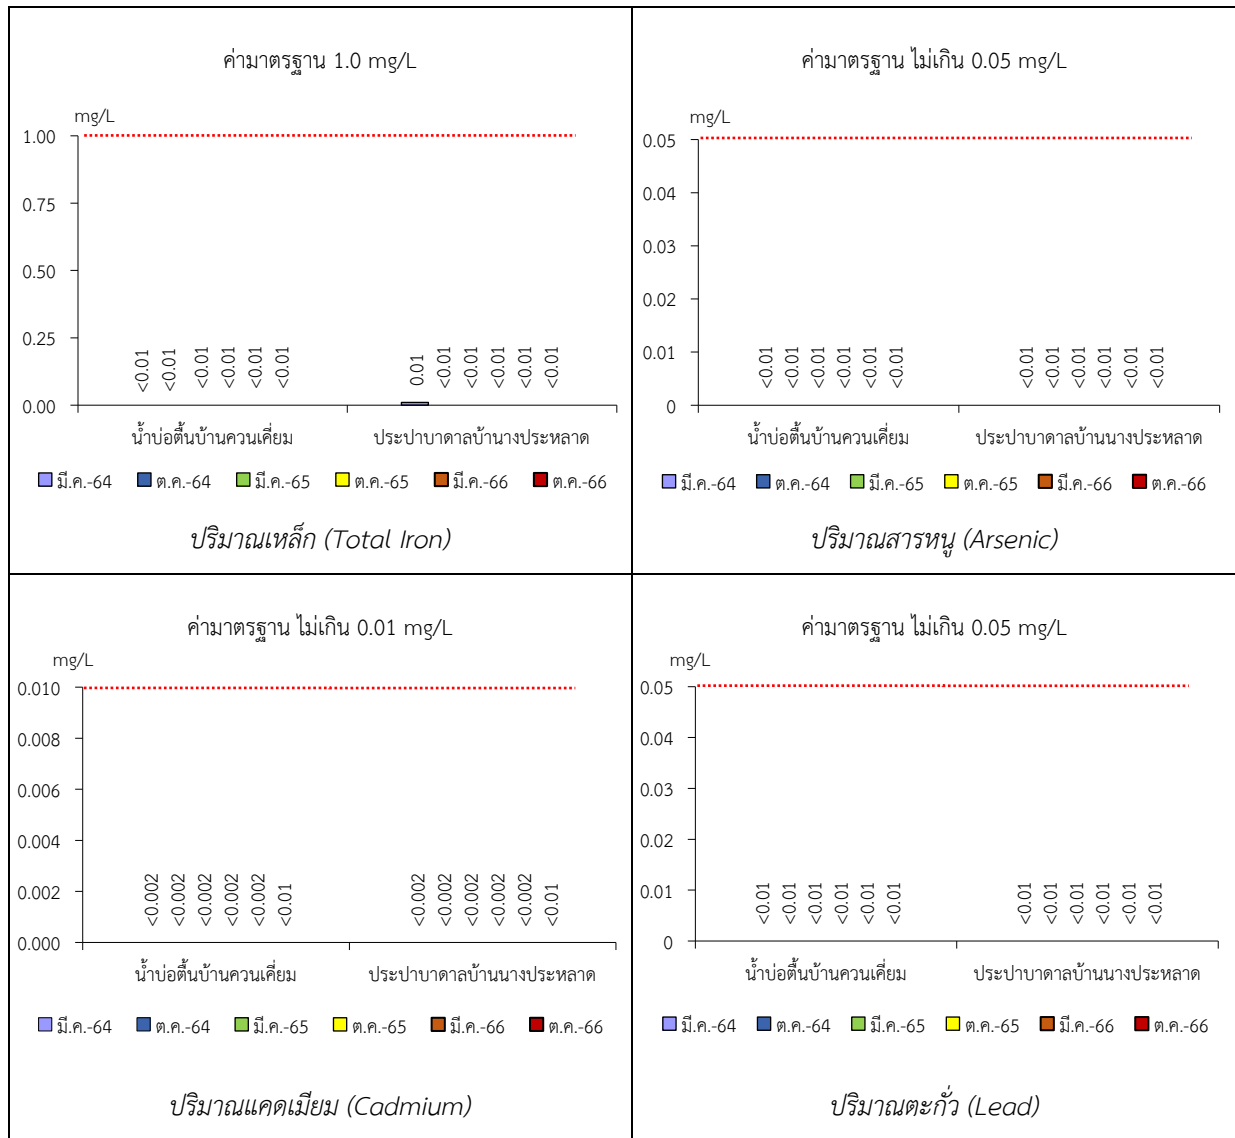 ค่ามาตรฐาน 1.0 mg/L
mg/L
1.00
0.75
0.50
0.25
0.00
<0.01 <0.01 <0.01 <0.01 <0.01 <0.01
0.01 <0.01 <0.01 <0.01 <0.01 <0.01
น้ำบ่อตื้นบ้านควนเคี่ยม ประปาบาดาลบ้านนางประหลาด
มี.ค.-64 ต.ค.-64 มี.ค.-65 ต.ค.-65 มี.ค.-66 ต.ค.-66
ปริมาณเหล็ก (Total Iron)
ค่ามาตรฐาน ไม่เกิน 0.05 mg/L
mg/L
0.05
0.04
0.03
0.02
0.01
0
<0.01 <0.01 <0.01 <0.01 <0.01 <0.01
<0.01 <0.01 <0.01 <0.01 <0.01 <0.01
น้ำบ่อตื้นบ้านควนเคี่ยม ประปาบาดาลบ้านนางประหลาด
มี.ค.-64 ต.ค.-64 มี.ค.-65 ต.ค.-65 มี.ค.-66 ต.ค.-66
ปริมาณสารหนู (Arsenic)
ค่ามาตรฐาน ไม่เกิน 0.01 mg/L
mg/L
0.010
0.008
0.006
0.004
0.002
0.000
<0.002 <0.002 <0.002 <0.002 <0.002 <0.01
<0.002 <0.002 <0.002 <0.002 <0.002 <0.01
น้ำบ่อตื้นบ้านควนเคี่ยม ประปาบาดาลบ้านนางประหลาด
มี.ค.-64 ต.ค.-64 มี.ค.-65 ต.ค.-65 มี.ค.-66 ต.ค.-66
ปริมาณแคดเมียม (Cadmium)
ค่ามาตรฐาน ไม่เกิน 0.05 mg/L
mg/L
0.05
0.04
0.03
0.02
0.01
0
<0.01 <0.01 <0.01 <0.01 <0.01 <0.01
<0.01 <0.01 <0.01 <0.01 <0.01 <0.01
น้ำบ่อตื้นบ้านควนเคี่ยม ประปาบาดาลบ้านนางประหลาด
มี.ค.-64 ต.ค.-64 มี.ค.-65 ต.ค.-65 มี.ค.-66 ต.ค.-66
ปริมาณตะกั่ว (Lead)